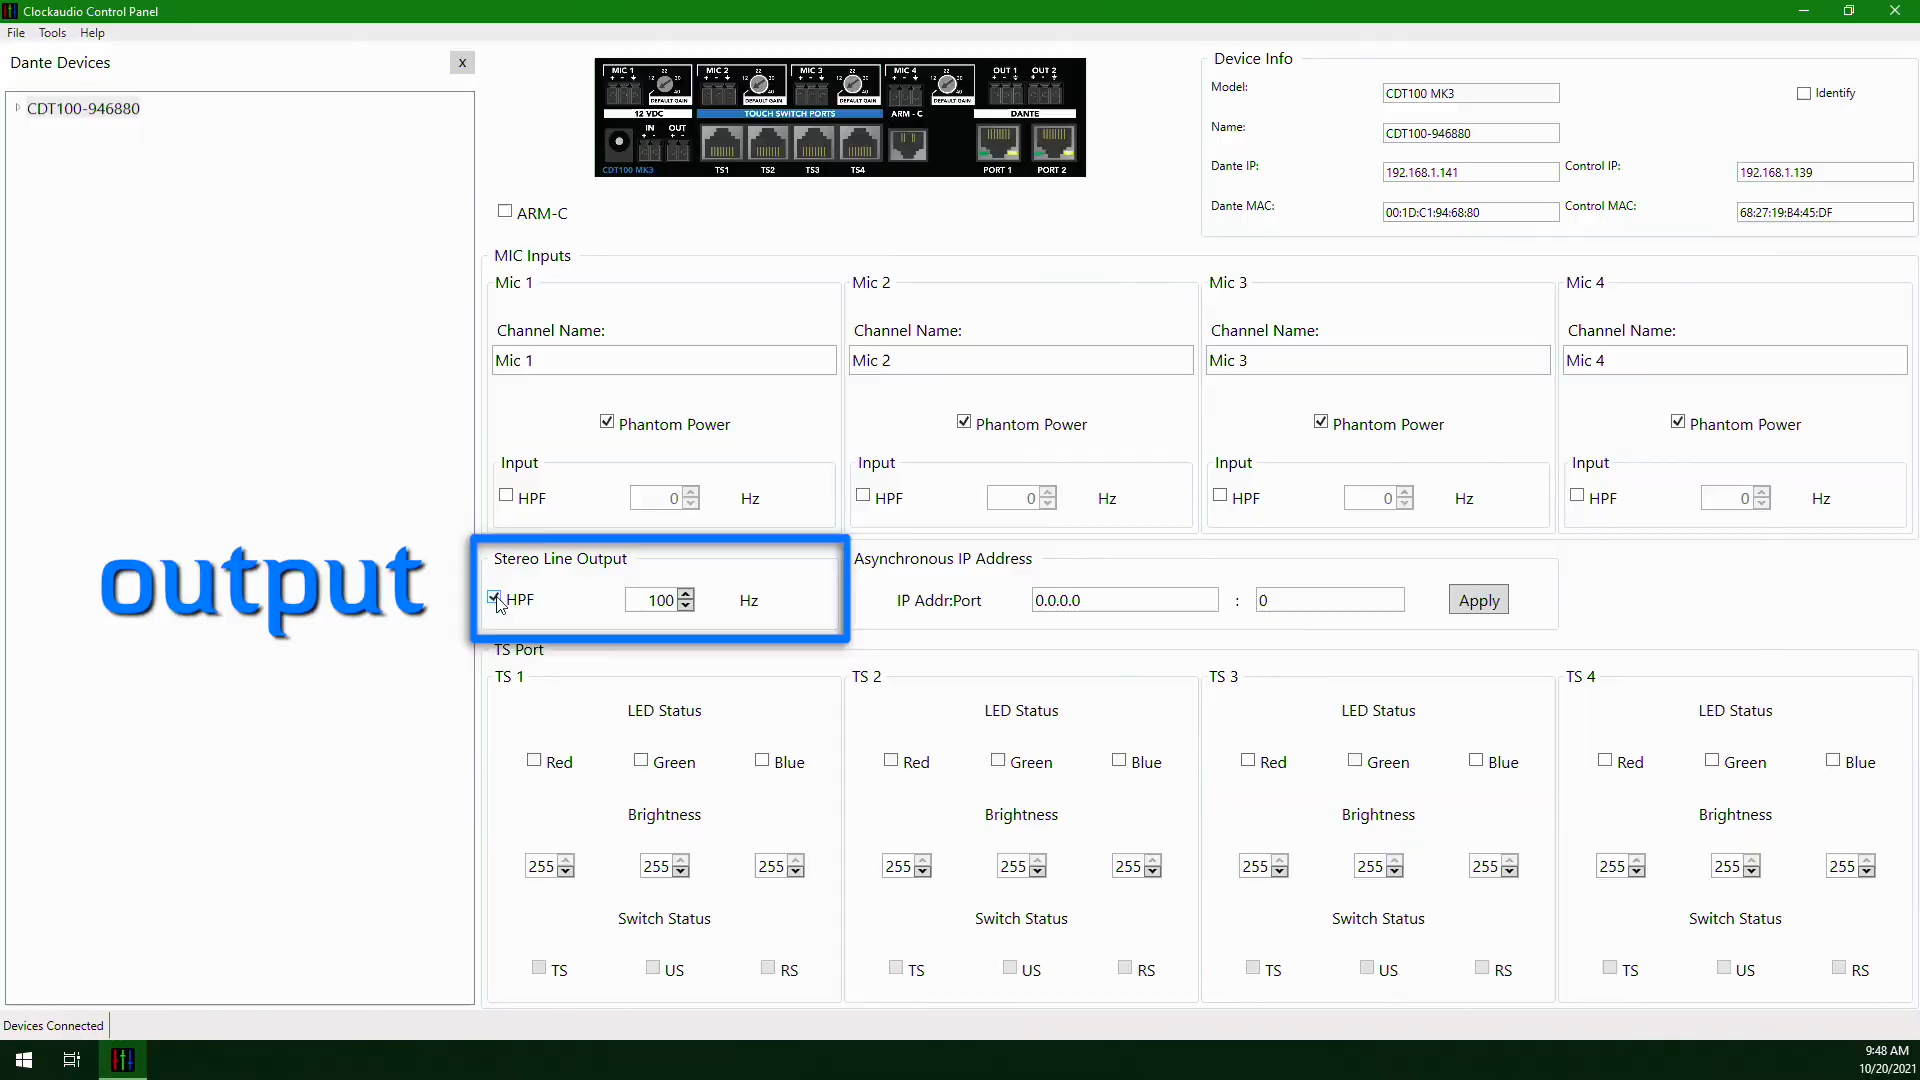 Clockaudio Control Panel
File Tools Help
Dante Devices x
CDT100-946880
MIC 1 MIC 2 MIC 3 MIC 4 OUT 1 OUT 2
DEFAULT GAIN DEFAULT GAIN DEFAULT GAIN DEFAULT GAIN
12 VDC TOUCH SWITCH PORTS ARM - C DANTE
IN OUT
CDT100 MK3 TS1 TS2 TS3 TS4 PORT 1 PORT 2
Device Info
Model: CDT100 MK3 Identify
Name: CDT100-946880
Dante IP: 192.168.1.141 Control IP: 192.168.1.139
Dante MAC: 00:1D:C1:94:68:80 Control MAC: 68:27:19:B4:45:DF
ARM-C
MIC Inputs
Mic 1 Mic 2 Mic 3 Mic 4
Channel Name: Channel Name: Channel Name: Channel Name:
Mic 1 Mic 2 Mic 3 Mic 4
Phantom Power Phantom Power Phantom Power Phantom Power
Input Input Input Input
HPF 0 Hz HPF 0 Hz HPF 0 Hz HPF 0 Hz
output
Stereo Line Output Asynchronous IP Address
HPF 100 Hz IP Addr:Port 0.0.0.0 : 0 Apply
TS Port
TS 1 TS 2 TS 3 TS 4
LED Status LED Status LED Status LED Status
Red Green Blue Red Green Blue Red Green Blue Red Green Blue
Brightness Brightness Brightness Brightness
255 255 255 255 255 255 255 255 255 255 255 255
Switch Status Switch Status Switch Status Switch Status
TS US RS TS US RS TS US RS TS US RS
Devices Connected
9:48 AM
10/20/2021